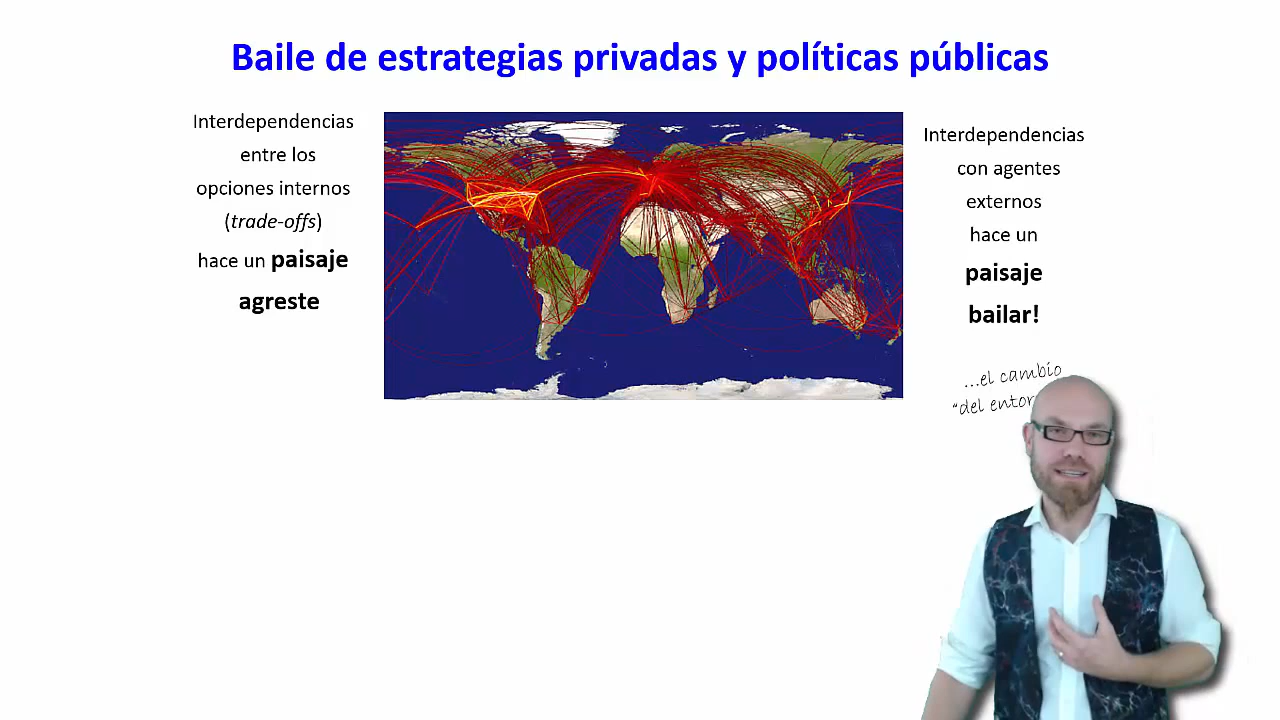 Baile de estrategias privadas y políticas públicas
Interdependencias
entre los
opciones internos
(trade-offs)
hace un paisaje
agreste
Interdependencias
con agentes
externos
hace un
paisaje
bailar!
...el cambio
“del